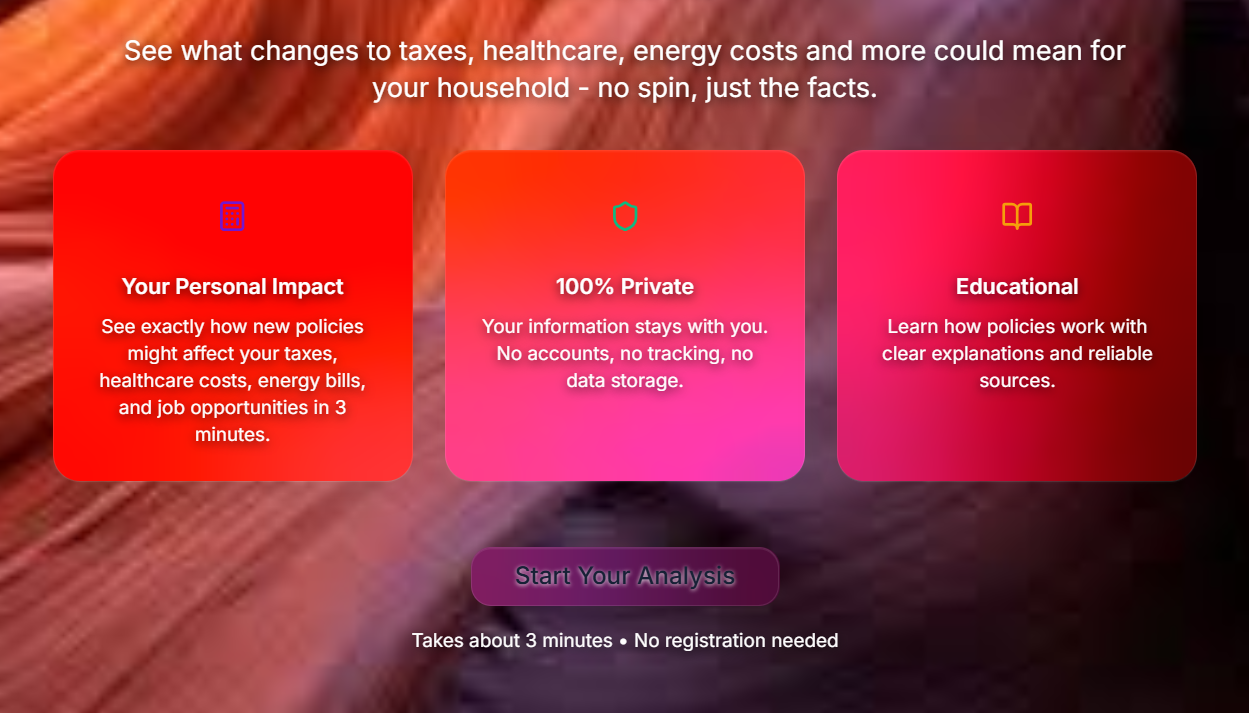 See what changes to taxes, healthcare, energy costs and more could mean for
your household - no spin, just the facts.
Your Personal Impact
See exactly how new policies
might affect your taxes,
healthcare costs, energy bills,
and job opportunities in 3
minutes.
100% Private
Your information stays with you.
No accounts, no tracking, no
data storage.
Educational
Learn how policies work with
clear explanations and reliable
sources.
Start Your Analysis
Takes about 3 minutes • No registration needed